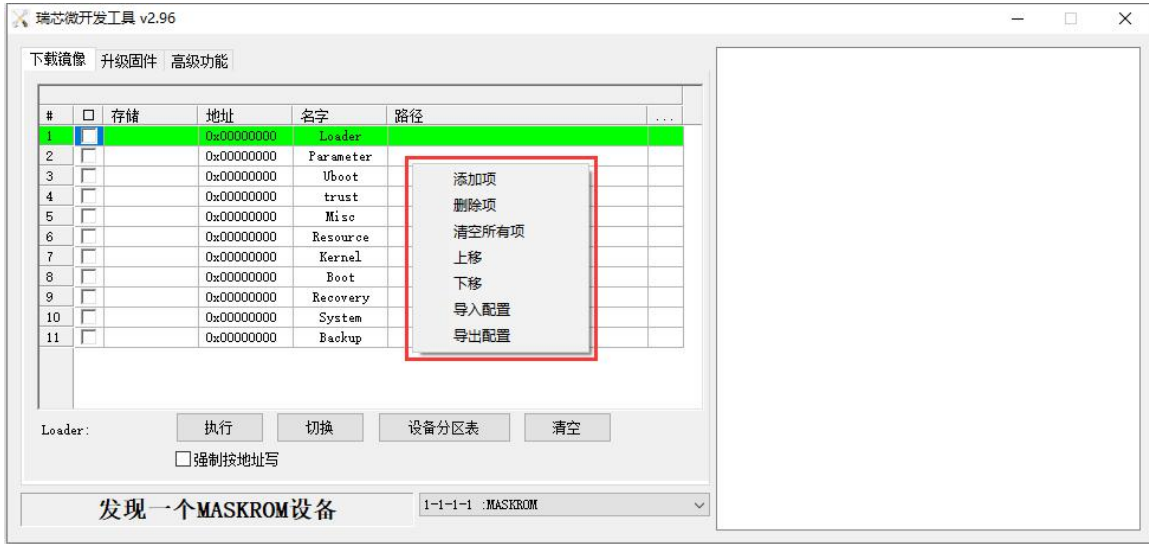 瑞芯微开发工具 v2.96
下载镜像 升级固件 高级功能
# 存储 地址 名字 路径 ...
1 0x00000000 Loader
2 0x00000000 Parameter
3 0x00000000 Uboot
4 0x00000000 trust
5 0x00000000 Misc
6 0x00000000 Resource
7 0x00000000 Kernel
8 0x00000000 Boot
9 0x00000000 Recovery
10 0x00000000 System
11 0x00000000 Backup
添加项
删除项
清空所有项
上移
下移
导入配置
导出配置
Loader: 执行 切换 设备分区表 清空
强制按地址写
发现一个MASKROM设备 1-1-1-1 :MASKROM